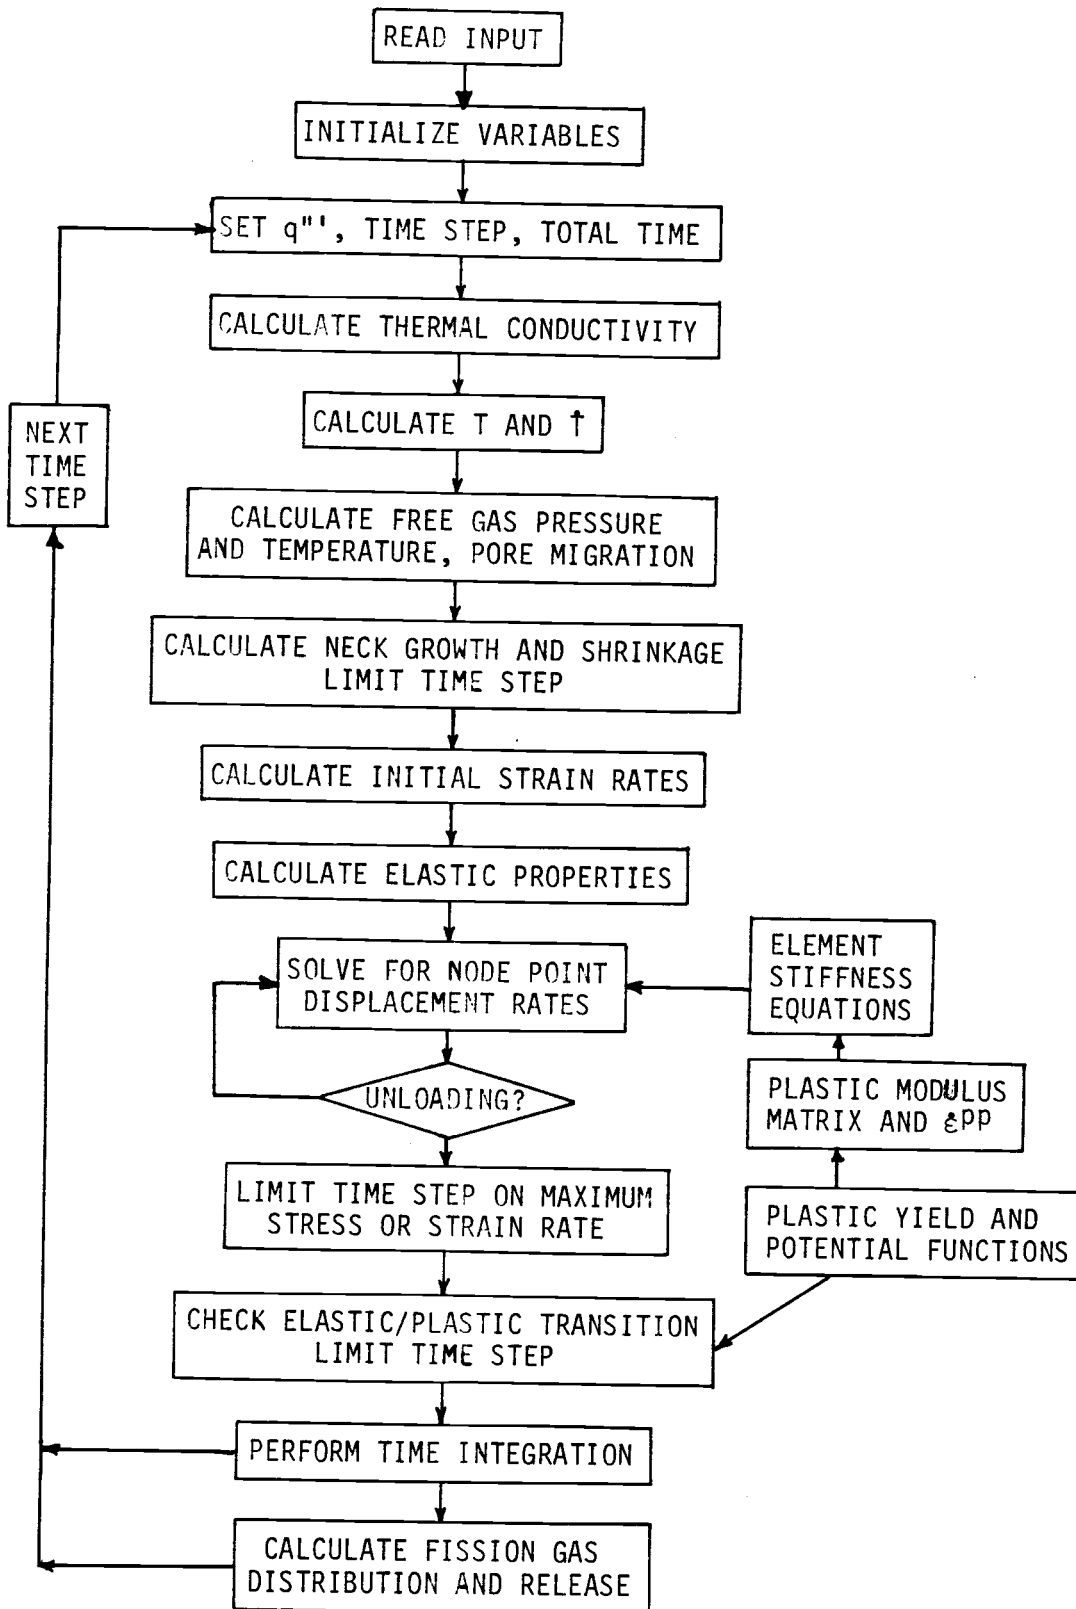 READ INPUT
INITIALIZE VARIABLES
SET q"', TIME STEP, TOTAL TIME
CALCULATE THERMAL CONDUCTIVITY
CALCULATE T AND Ṫ
NEXT
TIME
STEP
CALCULATE FREE GAS PRESSURE
AND TEMPERATURE, PORE MIGRATION
CALCULATE NECK GROWTH AND SHRINKAGE
LIMIT TIME STEP
CALCULATE INITIAL STRAIN RATES
CALCULATE ELASTIC PROPERTIES
SOLVE FOR NODE POINT
DISPLACEMENT RATES
ELEMENT
STIFFNESS
EQUATIONS
UNLOADING?
PLASTIC MODULUS
MATRIX AND ε̇ᵖᵖ
LIMIT TIME STEP ON MAXIMUM
STRESS OR STRAIN RATE
PLASTIC YIELD AND
POTENTIAL FUNCTIONS
CHECK ELASTIC/PLASTIC TRANSITION
LIMIT TIME STEP
PERFORM TIME INTEGRATION
CALCULATE FISSION GAS
DISTRIBUTION AND RELEASE